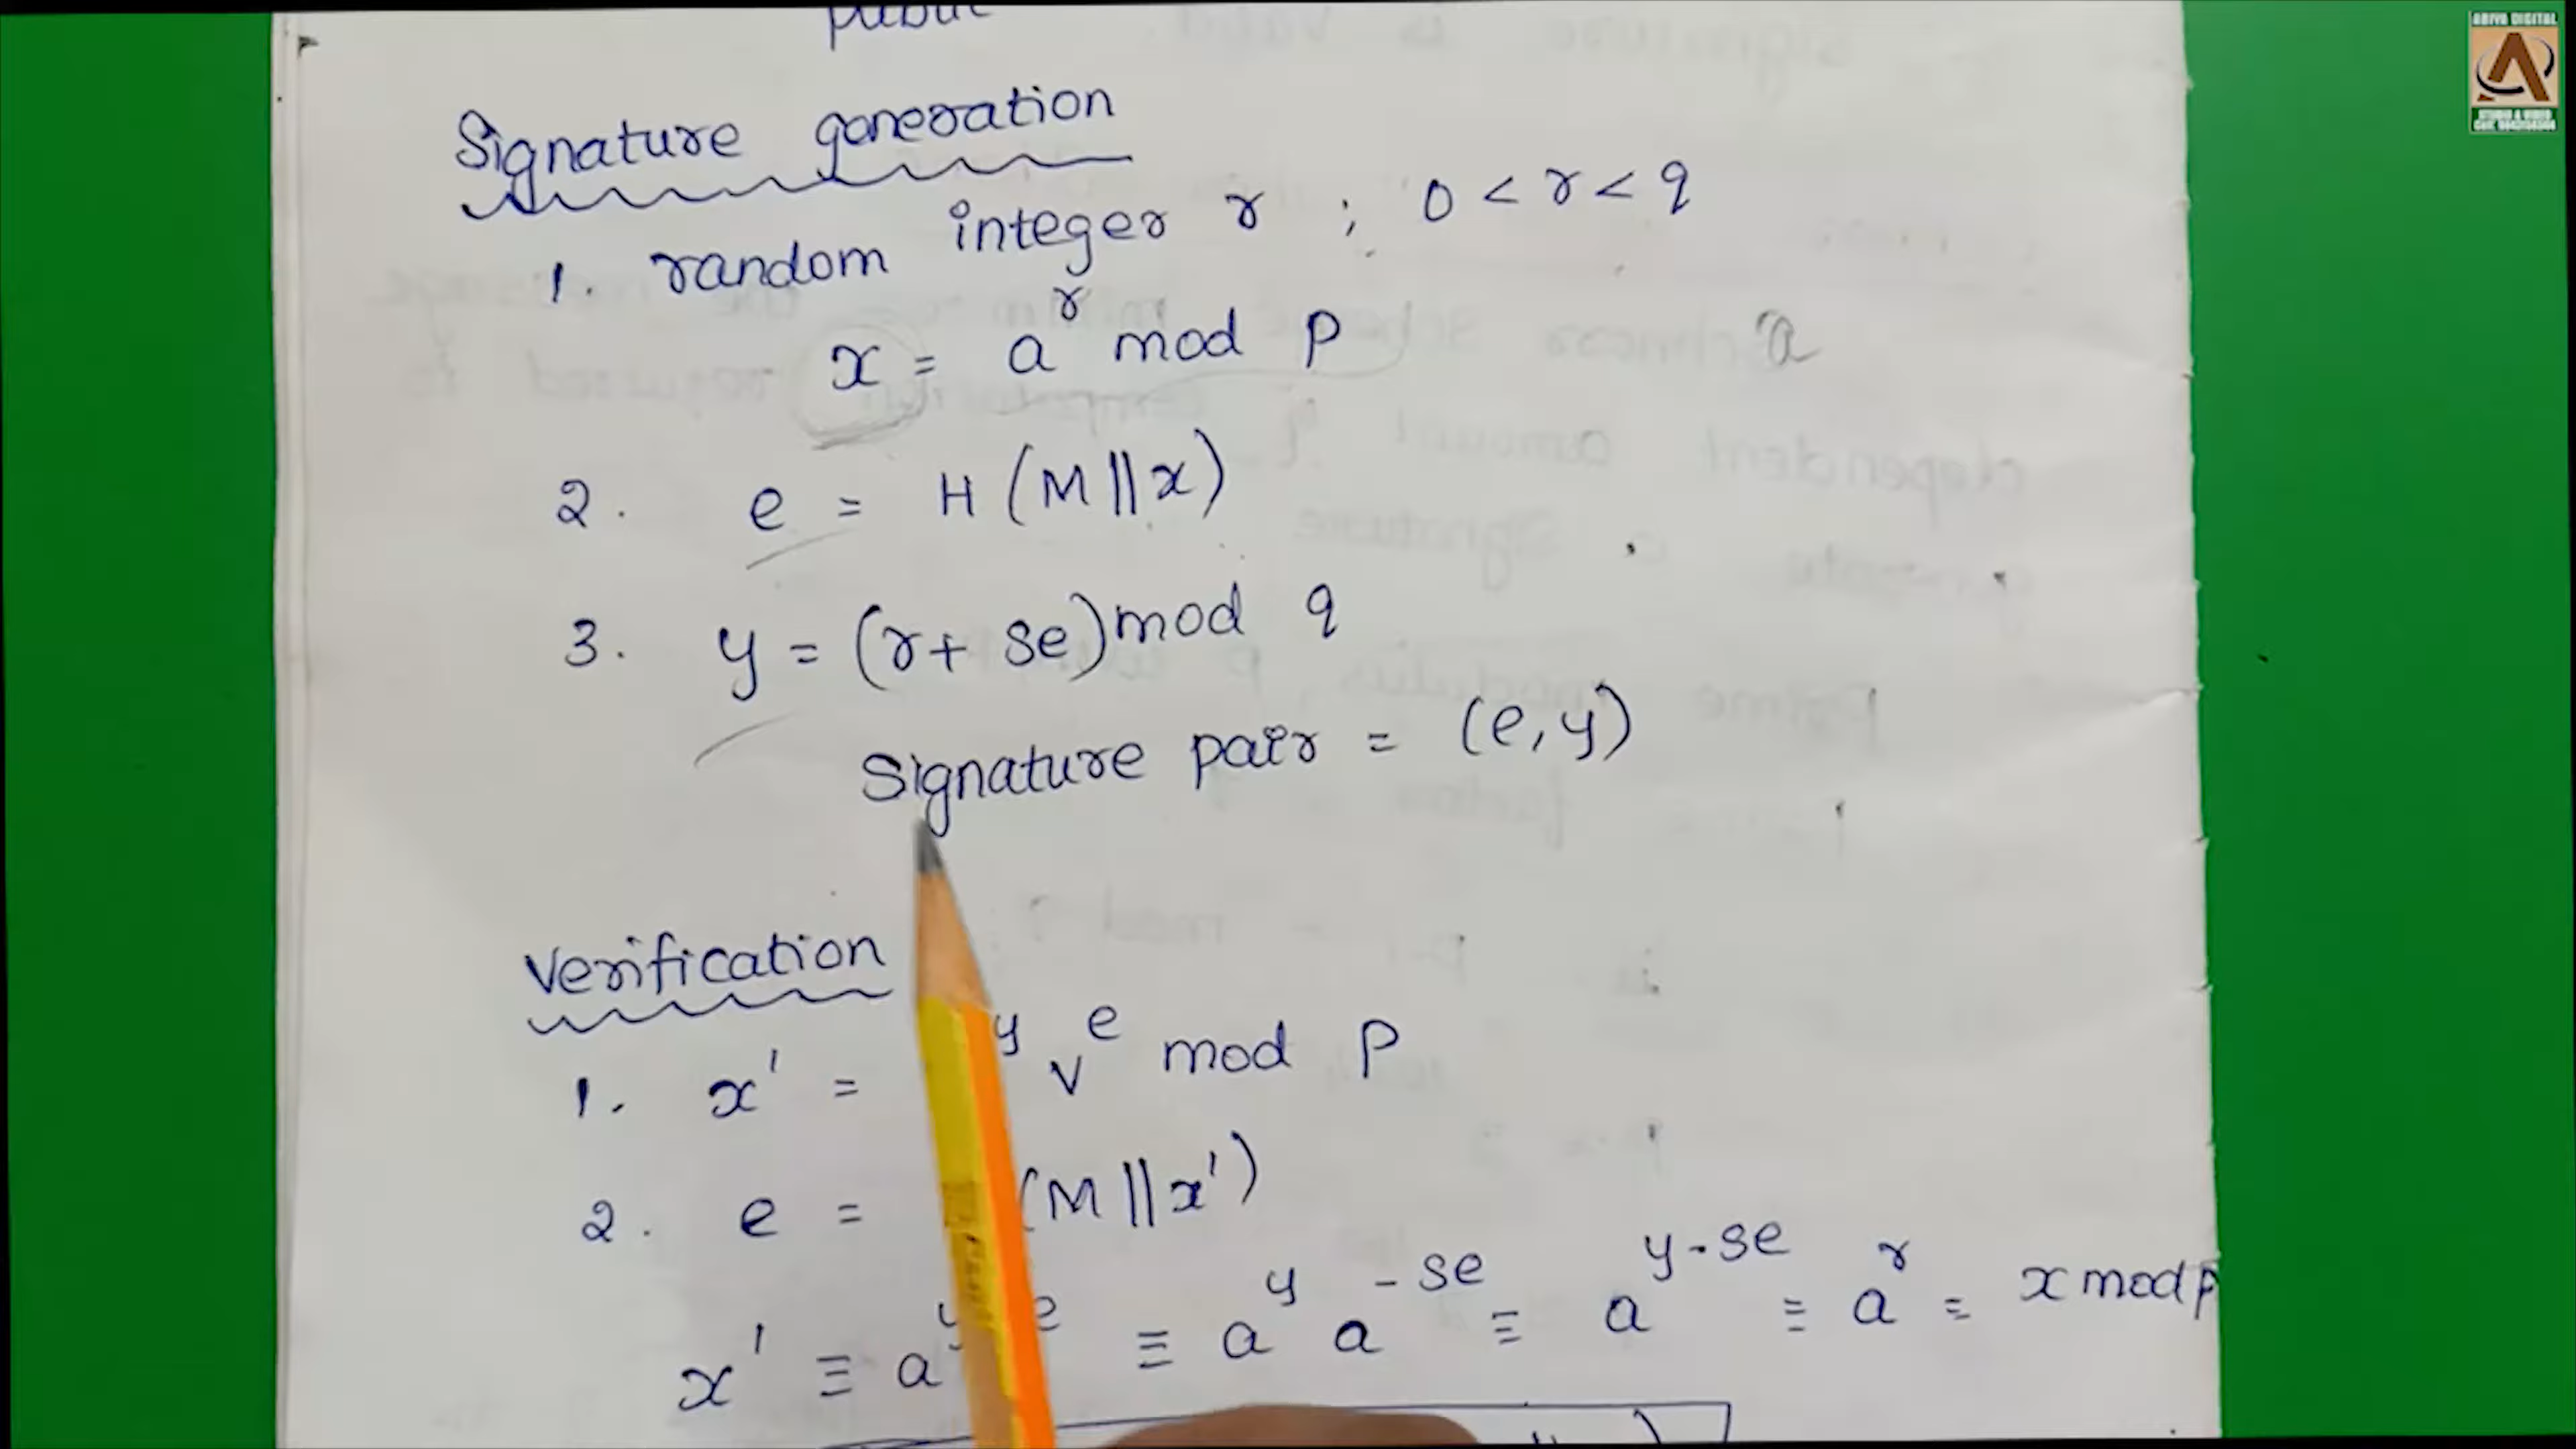 Signature generation
1. random integer r ; 0 < r < q
x = a^r mod p
a
2. e = H (M || x)
3. y = (r + se) mod q
Signature pair = (e, y)
Verification
1. x' = y v^e mod p
2. e = (M || x')
x' ≡ a e ≡ a^y a^-se ≡ a^y-se ≡ a^r ≡ x mod p